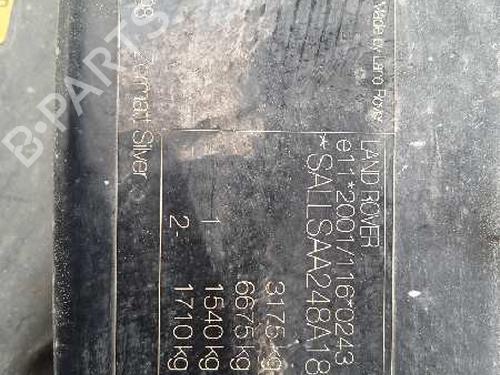 Made by Land Rover
LAND ROVER
e11*2001/116*0243
*SALLSAA248A18
3175 kg
6675 kg
1 1540 kg
2- 1710 kg
Silver
B-PARTS